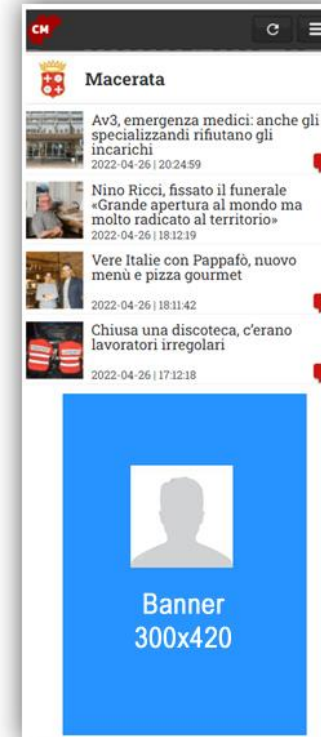 CM
Macerata
Av3, emergenza medici: anche gli
specializzandi rifiutano gli
incarichi
2022-04-26 | 20:24:59
Nino Ricci, fissato il funerale
«Grande apertura al mondo ma
molto radicato al territorio»
2022-04-26 | 18:12:19
Vere Italie con Pappafò, nuovo
menù e pizza gourmet
2022-04-26 | 18:11:42
Chiusa una discoteca, c'erano
lavoratori irregolari
2022-04-26 | 17:12:18
Banner
300x420